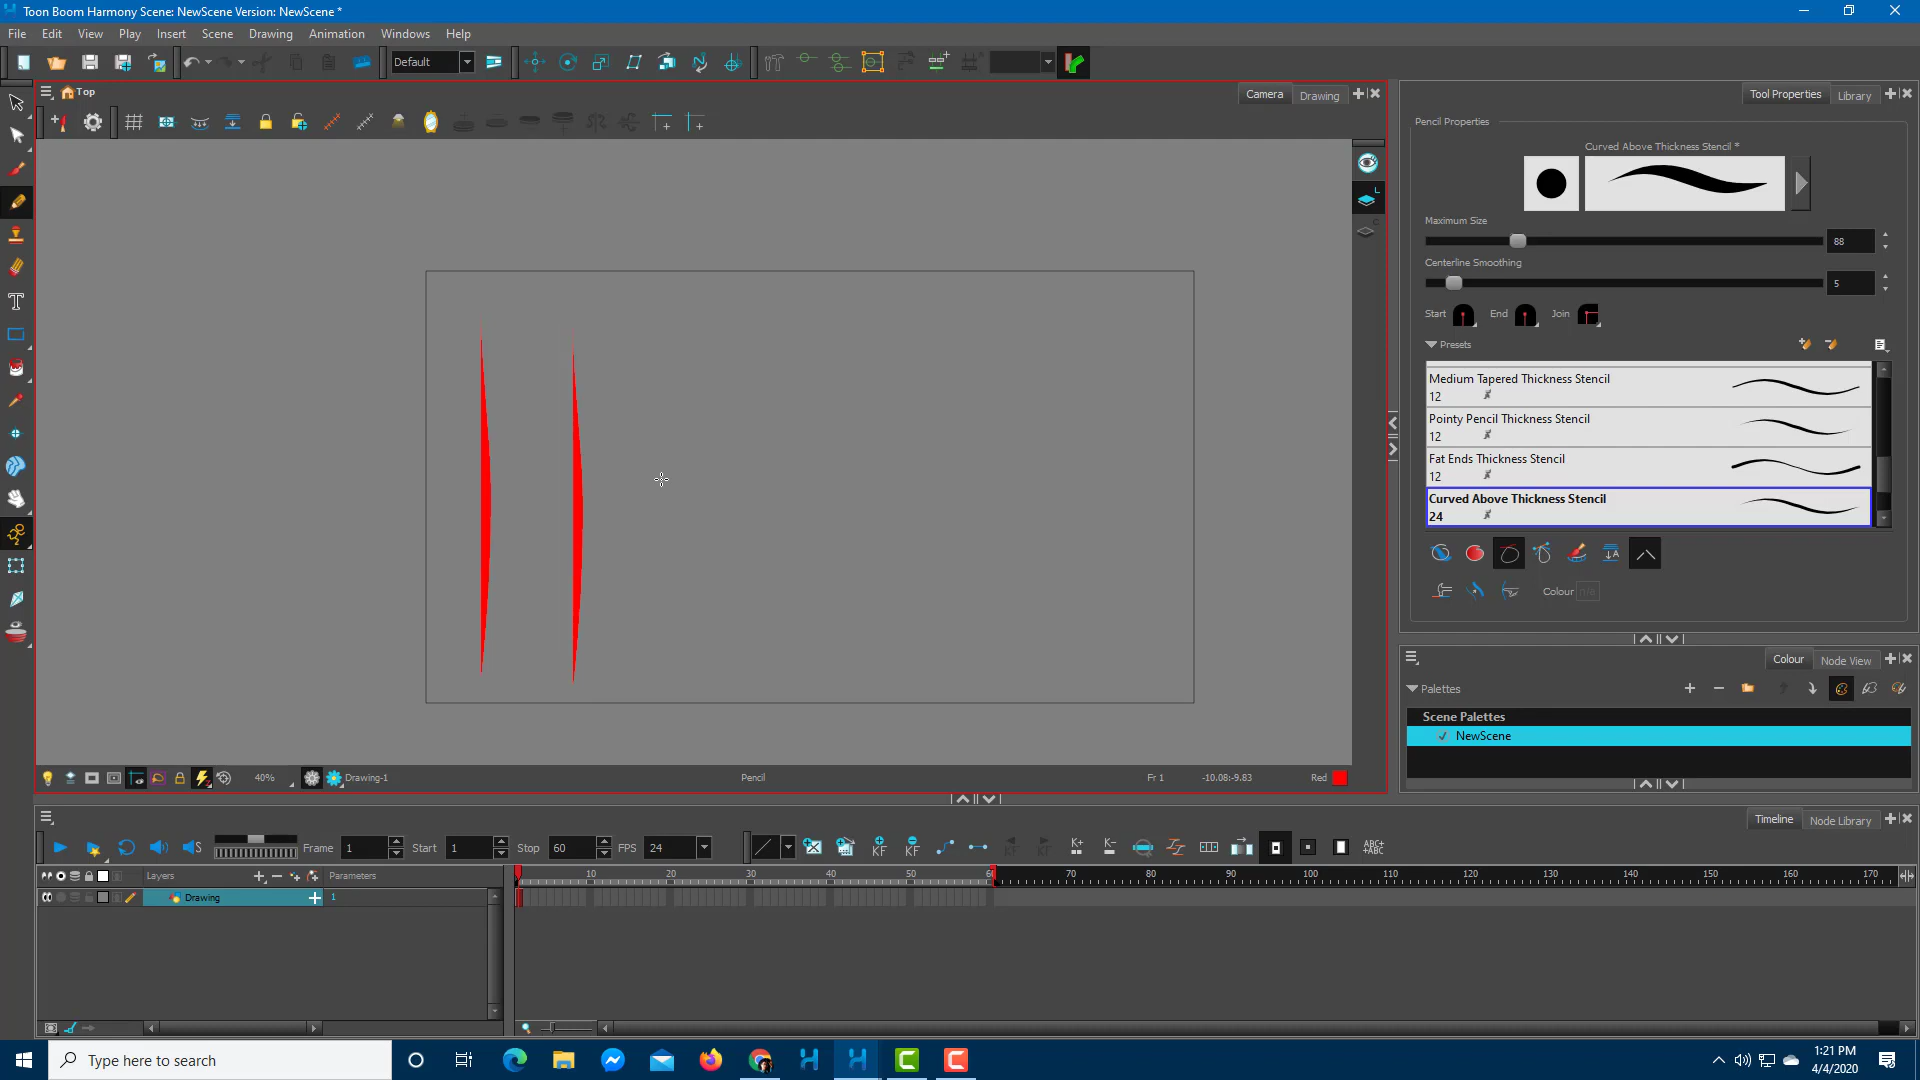 Toon Boom Harmony Scene: NewScene Version: NewScene *
File Edit View Play Insert Scene Drawing Animation Windows Help
Default
Top
Camera Drawing
Tool Properties Library
Pencil Properties
Curved Above Thickness Stencil *
Maximum Size
88
Centerline Smoothing
5
Start End Join
Presets
Medium Tapered Thickness Stencil
12
Pointy Pencil Thickness Stencil
12
Fat Ends Thickness Stencil
12
Curved Above Thickness Stencil
24
Colour n/a
Colour Node View
Palettes
Scene Palettes
NewScene
40% Drawing-1 Pencil Fr 1 -10.08:-9.83 Red
Timeline Node Library
Frame 1 Start 1 Stop 60 FPS 24
Layers Parameters
10 20 30 40 50 60 70 80 90 100 110 120 130 140 150 160 170
Drawing 1
Type here to search
1:21 PM
4/4/2020